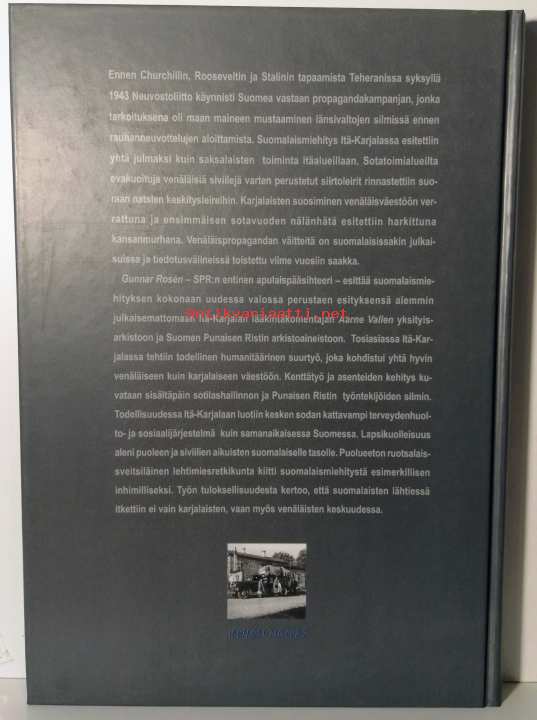 Ennen Churchillin, Rooseveltin ja Stalinin tapaamista Teheranissa syksyllä
1943 Neuvostoliitto käynnisti Suomea vastaan propagandakampanjan, jonka
tarkoituksena oli maan maineen mustaaminen länsivaltojen silmissä ennen
rauhanneuvottelujen aloittamista. Suomalaismiehitys Itä-Karjalassa esitettiin
yhtä julmaksi kuin saksalaisten toiminta itäalueillaan. Sotatoimialueilta
evakuoituja venäläisiä siviilejä varten perustetut siirtoleirit rinnastettiin suo-
raan natsien keskitysleireihin. Karjalaisten suosiminen venäläisväestöön ver-
rattuna ja ensimmäisen sotavuoden nälänhätä esitettiin harkittuna
kansanmurhana. Venäläispropagandan väitteitä on suomalaisissakin julkai-
suissa ja tiedotusvälineissä toistettu viime vuosiin saakka.
Gunnar Rosén – SPR:n entinen apulaispääsihteeri – esittää suomalaismie-
hityksen kokonaan uudessa valossa perustaen esityksensä aiemmin
antikvariaatti.net
julkaisemattomaan Itä-Karjalan lääkintäkomentajan Aarne Vallen yksityis-
arkistoon ja Suomen Punaisen Ristin arkistoaineistoon. Tosiasiassa Itä-Kar-
jalassa tehtiin todellinen humanitäärinen suurtyö, joka kohdistui yhtä hyvin
venäläiseen kuin karjalaiseen väestöön. Kenttätyö ja asenteiden kehitys ku-
vataan sisältäpäin sotilashallinnon ja Punaisen Ristin työntekijöiden silmin.
Todellisuudessa Itä-Karjalaan luotiin kesken sodan kattavampi terveydenhuol-
to- ja sosiaalijärjestelmä kuin samanaikaisessa Suomessa. Lapsikuolleisuus
aleni puoleen ja siviilien aikuisten suomalaiselle tasolle. Puolueeton ruotsalais-
sveitsiläinen lehtimiesretkikunta kiitti suomalaismiehitystä esimerkillisen
inhimilliseksi. Työn tuloksellisuudesta kertoo, että suomalaisten lähtiessä
itkettiin ei vain karjalaisten, vaan myös venäläisten keskuudessa.